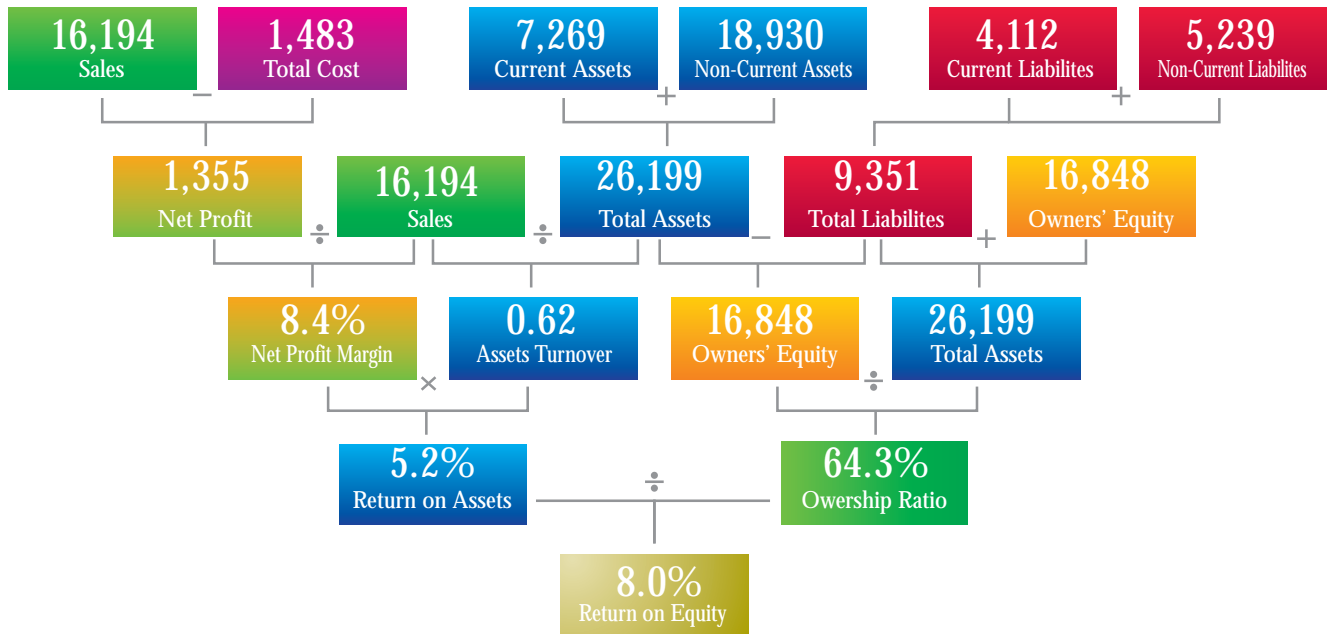 16,194
Sales
1,483
Total Cost
7,269
Current Assets
18,930
Non-Current Assets
4,112
Current Liabilites
5,239
Non-Current Liabilites
−
+
+
1,355
Net Profit
16,194
Sales
26,199
Total Assets
9,351
Total Liabilites
16,848
Owners' Equity
÷
÷
−
+
8.4%
Net Profit Margin
0.62
Assets Turnover
16,848
Owners' Equity
26,199
Total Assets
×
÷
5.2%
Return on Assets
÷
64.3%
Owership Ratio
8.0%
Return on Equity